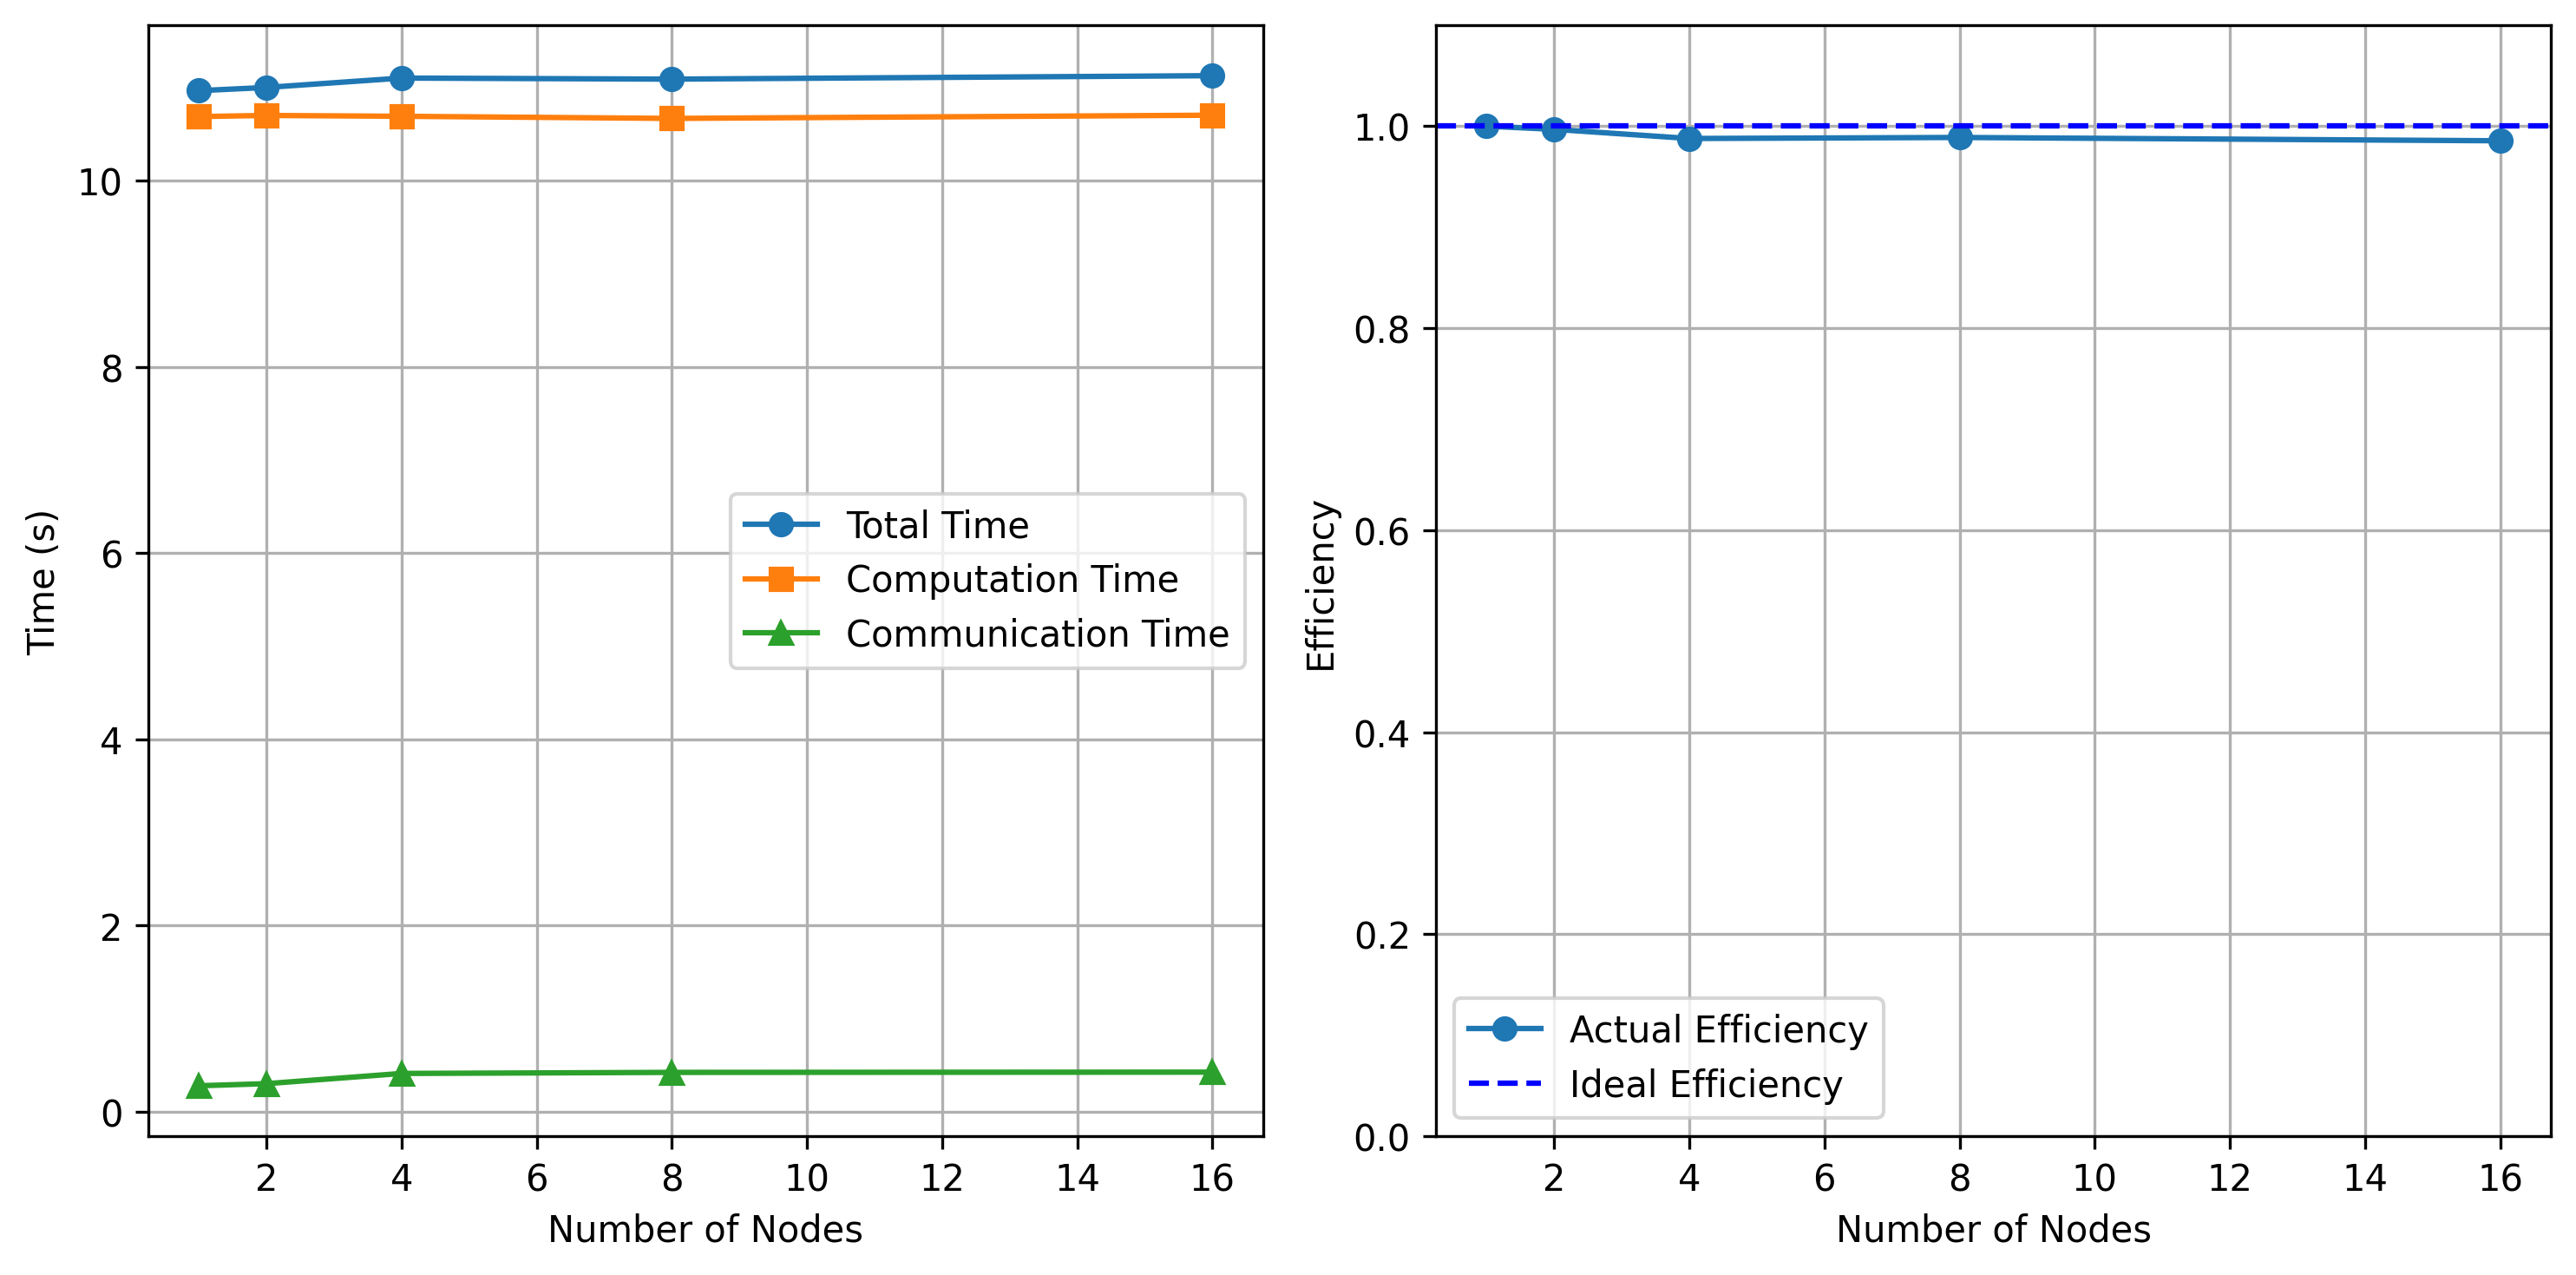 10
8
6
4
2
0
Time (s)
2 4 6 8 10 12 14 16
Number of Nodes
Total Time
Computation Time
Communication Time
1.0
0.8
0.6
0.4
0.2
0.0
Efficiency
2 4 6 8 10 12 14 16
Number of Nodes
Actual Efficiency
Ideal Efficiency